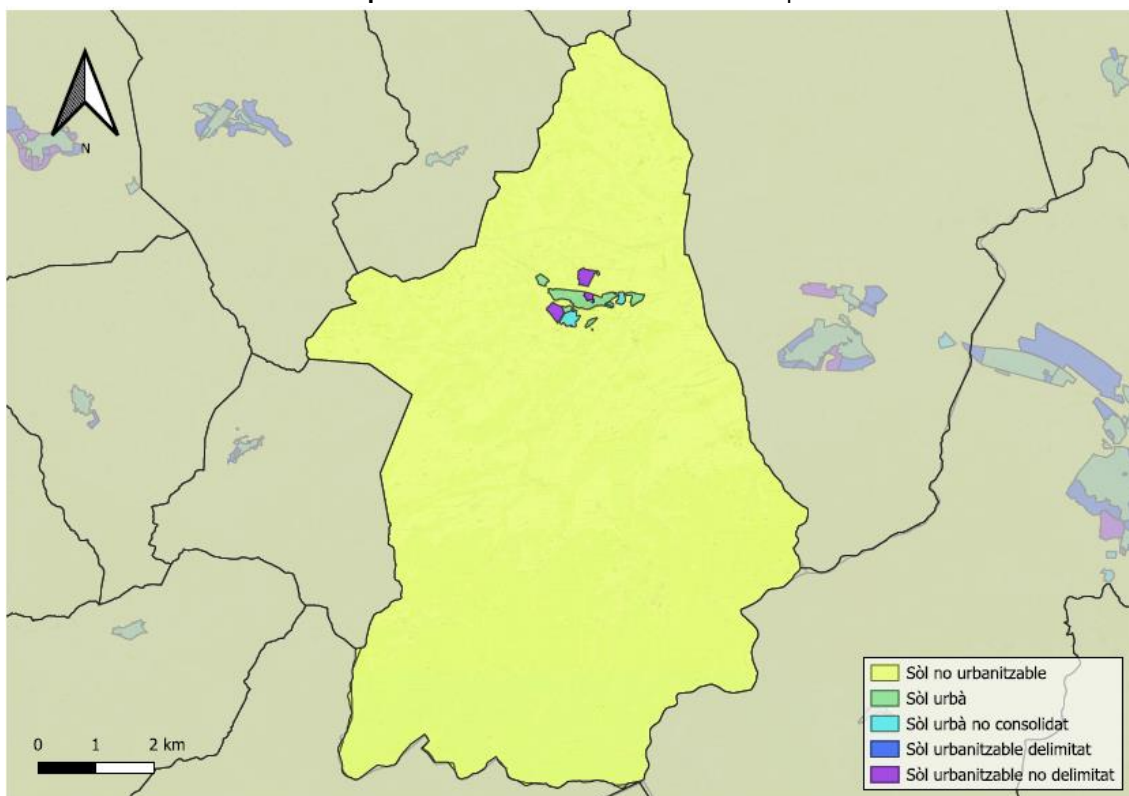 N
Sòl no urbanitzable
Sòl urbà
Sòl urbà no consolidat
Sòl urbanitzable delimitat
Sòl urbanitzable no delimitat
0 1 2 km